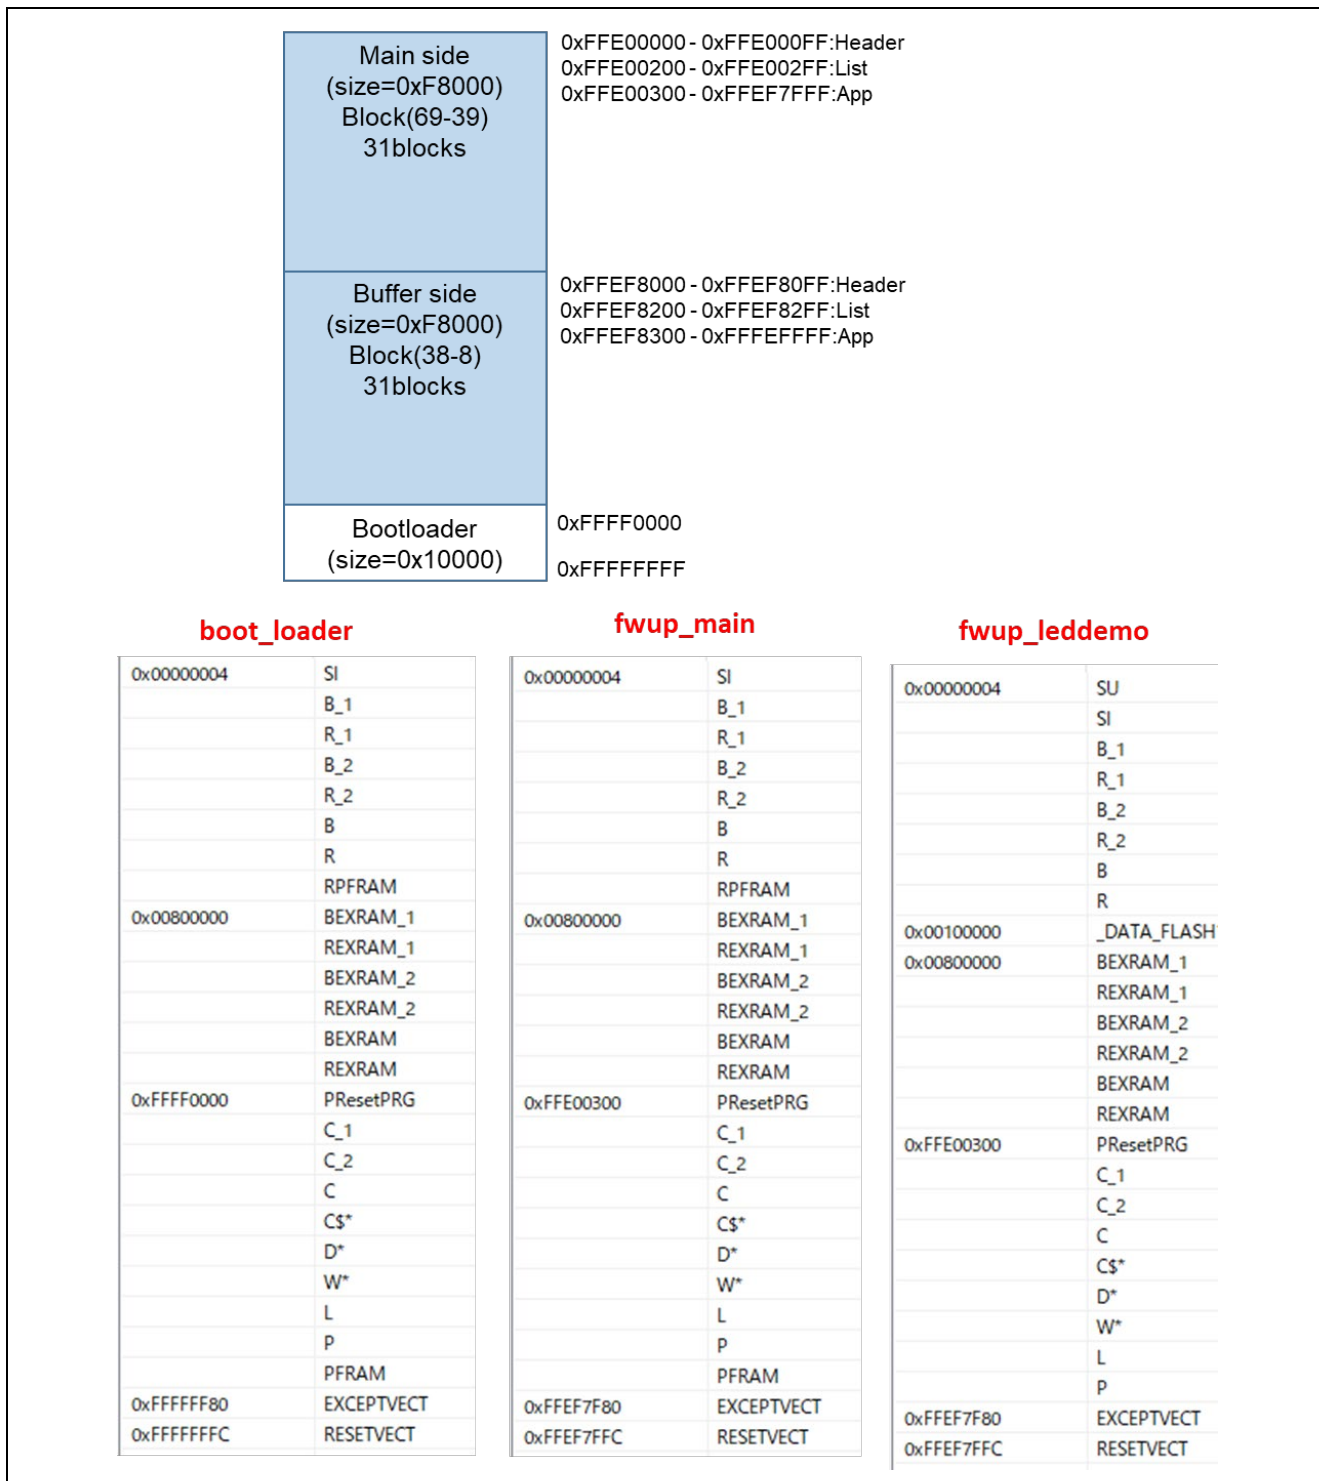 Main side
(size=0xF8000)
Block(69-39)
31blocks
0xFFE00000 - 0xFFE000FF:Header
0xFFE00200 - 0xFFE002FF:List
0xFFE00300 - 0xFFEF7FFF:App
Buffer side
(size=0xF8000)
Block(38-8)
31blocks
0xFFEF8000 - 0xFFEF80FF:Header
0xFFEF8200 - 0xFFEF82FF:List
0xFFEF8300 - 0xFFFEFFFF:App
Bootloader
(size=0x10000)
0xFFFF0000
0xFFFFFFFF
boot_loader
0x00000004 SI
B_1
R_1
B_2
R_2
B
R
RPFRAM
0x00800000 BEXRAM_1
REXRAM_1
BEXRAM_2
REXRAM_2
BEXRAM
REXRAM
0xFFFF0000 PResetPRG
C_1
C_2
C
C$*
D*
W*
L
P
PFRAM
0xFFFFFF80 EXCEPTVECT
0xFFFFFFFC RESETVECT
fwup_main
0x00000004 SI
B_1
R_1
B_2
R_2
B
R
RPFRAM
0x00800000 BEXRAM_1
REXRAM_1
BEXRAM_2
REXRAM_2
BEXRAM
REXRAM
0xFFE00300 PResetPRG
C_1
C_2
C
C$*
D*
W*
L
P
PFRAM
0xFFEF7F80 EXCEPTVECT
0xFFEF7FFC RESETVECT
fwup_leddemo
0x00000004 SU
SI
B_1
R_1
B_2
R_2
B
R
0x00100000 _DATA_FLASH
0x00800000 BEXRAM_1
REXRAM_1
BEXRAM_2
REXRAM_2
BEXRAM
REXRAM
0xFFE00300 PResetPRG
C_1
C_2
C
C$*
D*
W*
L
P
0xFFEF7F80 EXCEPTVECT
0xFFEF7FFC RESETVECT